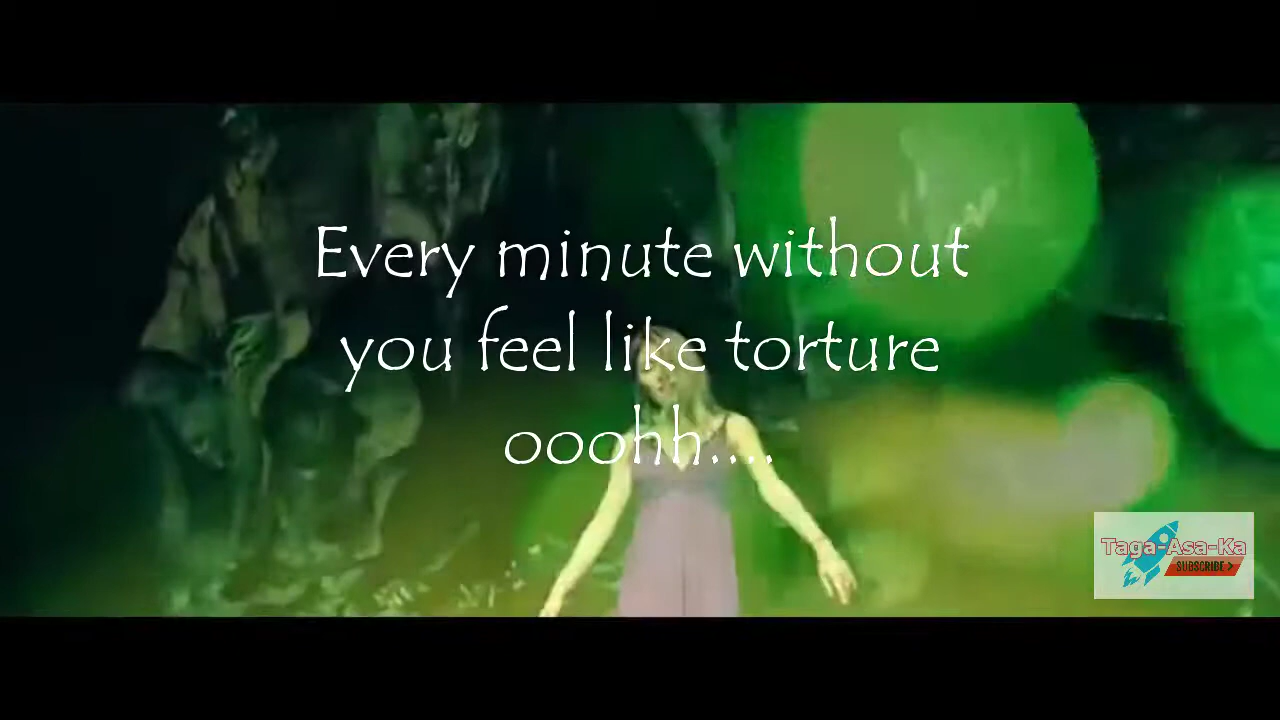 Every minute without
you feel like torture
ooohh....
Taga-Asa-Ka
SUBSCRIBE >